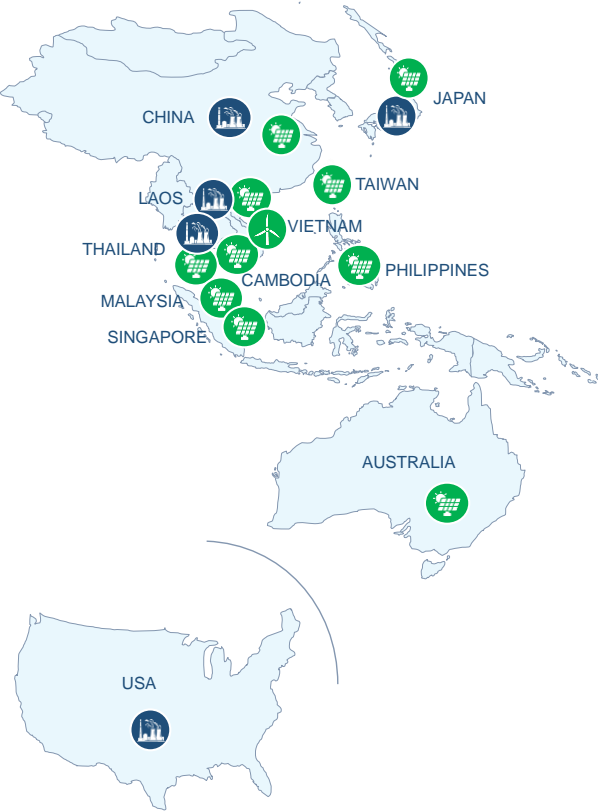 JAPAN
CHINA
TAIWAN
LAOS
VIETNAM
THAILAND
PHILIPPINES
CAMBODIA
MALAYSIA
SINGAPORE
AUSTRALIA
USA